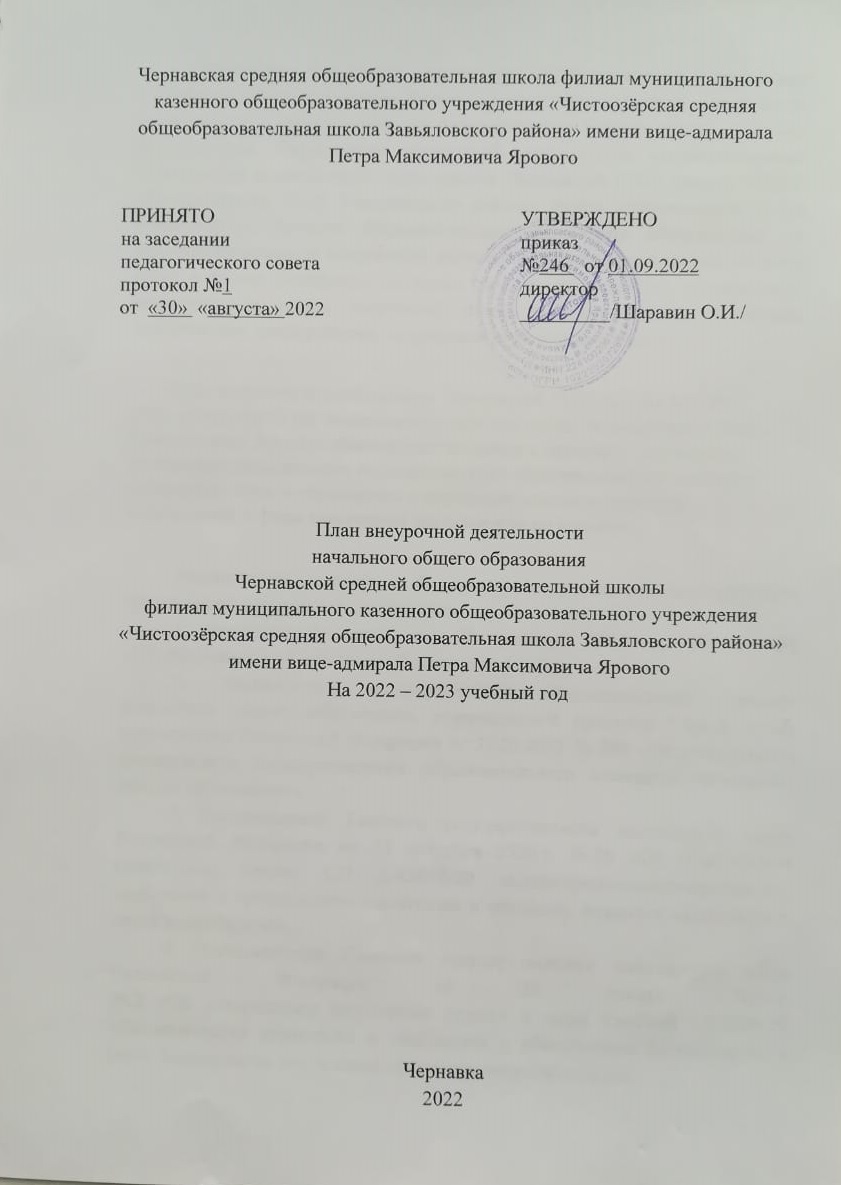 Чернавская средняя общеобразовательная школа филиал муниципального
казенного общеобразовательного учреждения «Чистоозёрская средняя
общеобразовательная школа Завьяловского района» имени вице-адмирала
Петра Максимовича Ярового
ПРИНЯТО
на заседании
педагогического совета
протокол №1
от «30» «августа» 2022
УТВЕРЖДЕНО
приказ
№246 от 01.09.2022
директор
/Шаравин О.И./
План внеурочной деятельности
начального общего образования
Чернавской средней общеобразовательной школы
филиал муниципального казенного общеобразовательного учреждения
«Чистоозёрская средняя общеобразовательная школа Завьяловского района»
имени вице-адмирала Петра Максимовича Ярового
На 2022 – 2023 учебный год
Чернавка
2022